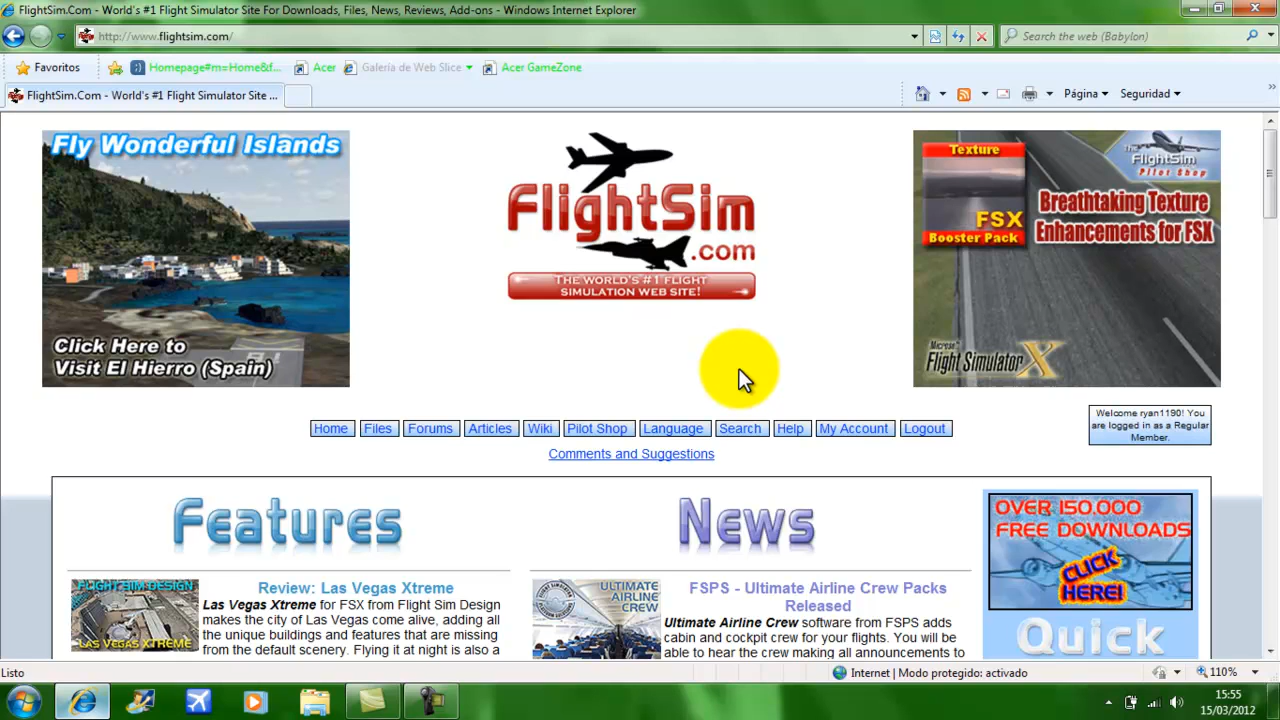 FlightSim.Com - World's #1 Flight Simulator Site For Downloads, Files, News, Reviews, Add-ons - Windows Internet Explorer
http://www.flightsim.com/
Search the web (Babylon)
Favoritos
Homepage#m=Home&f...
Acer
Galería de Web Slice
Acer GameZone
FlightSim.Com - World's #1 Flight Simulator Site ...
Página
Seguridad
Fly Wonderful Islands
Click Here to
Visit El Hierro (Spain)
FlightSim
.com
THE WORLD'S #1 FLIGHT
SIMULATION WEB SITE!
Texture
FSX
Booster Pack
The
FlightSim
Pilot Shop
Breathtaking Texture
Enhancements for FSX
Flight Simulator X
Home
Files
Forums
Articles
Wiki
Pilot Shop
Language
Search
Help
My Account
Logout
Welcome ryan1190! You
are logged in as a Regular
Member.
Comments and Suggestions
Features
News
OVER 150,000
FREE DOWNLOADS
CLICK
HERE!
Quick
FLIGHT SIM DESIGN
LAS VEGAS XTREME
Review: Las Vegas Xtreme
Las Vegas Xtreme for FSX from Flight Sim Design
makes the city of Las Vegas come alive, adding all
the unique buildings and features that are missing
from the default scenery. Flying it at night is also a
ULTIMATE
AIRLINE
CREW
FSPS - Ultimate Airline Crew Packs
Released
Ultimate Airline Crew software from FSPS adds
cabin and cockpit crew for your flights. You will be
able to hear the crew making all announcements to
Listo
Internet | Modo protegido: activado
110%
15:55
15/03/2012